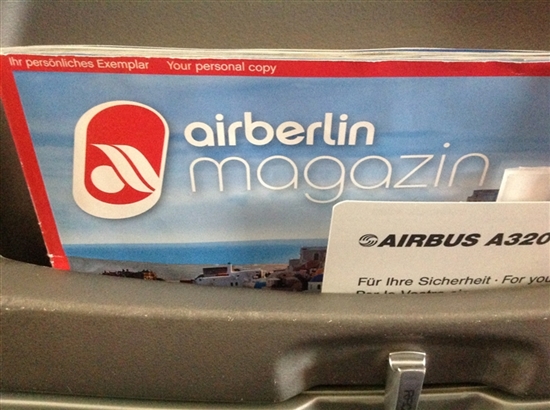 Ihr persönliches Exemplar Your personal copy
airberlin
magazin
AIRBUS A320
Für Ihre Sicherheit · For you